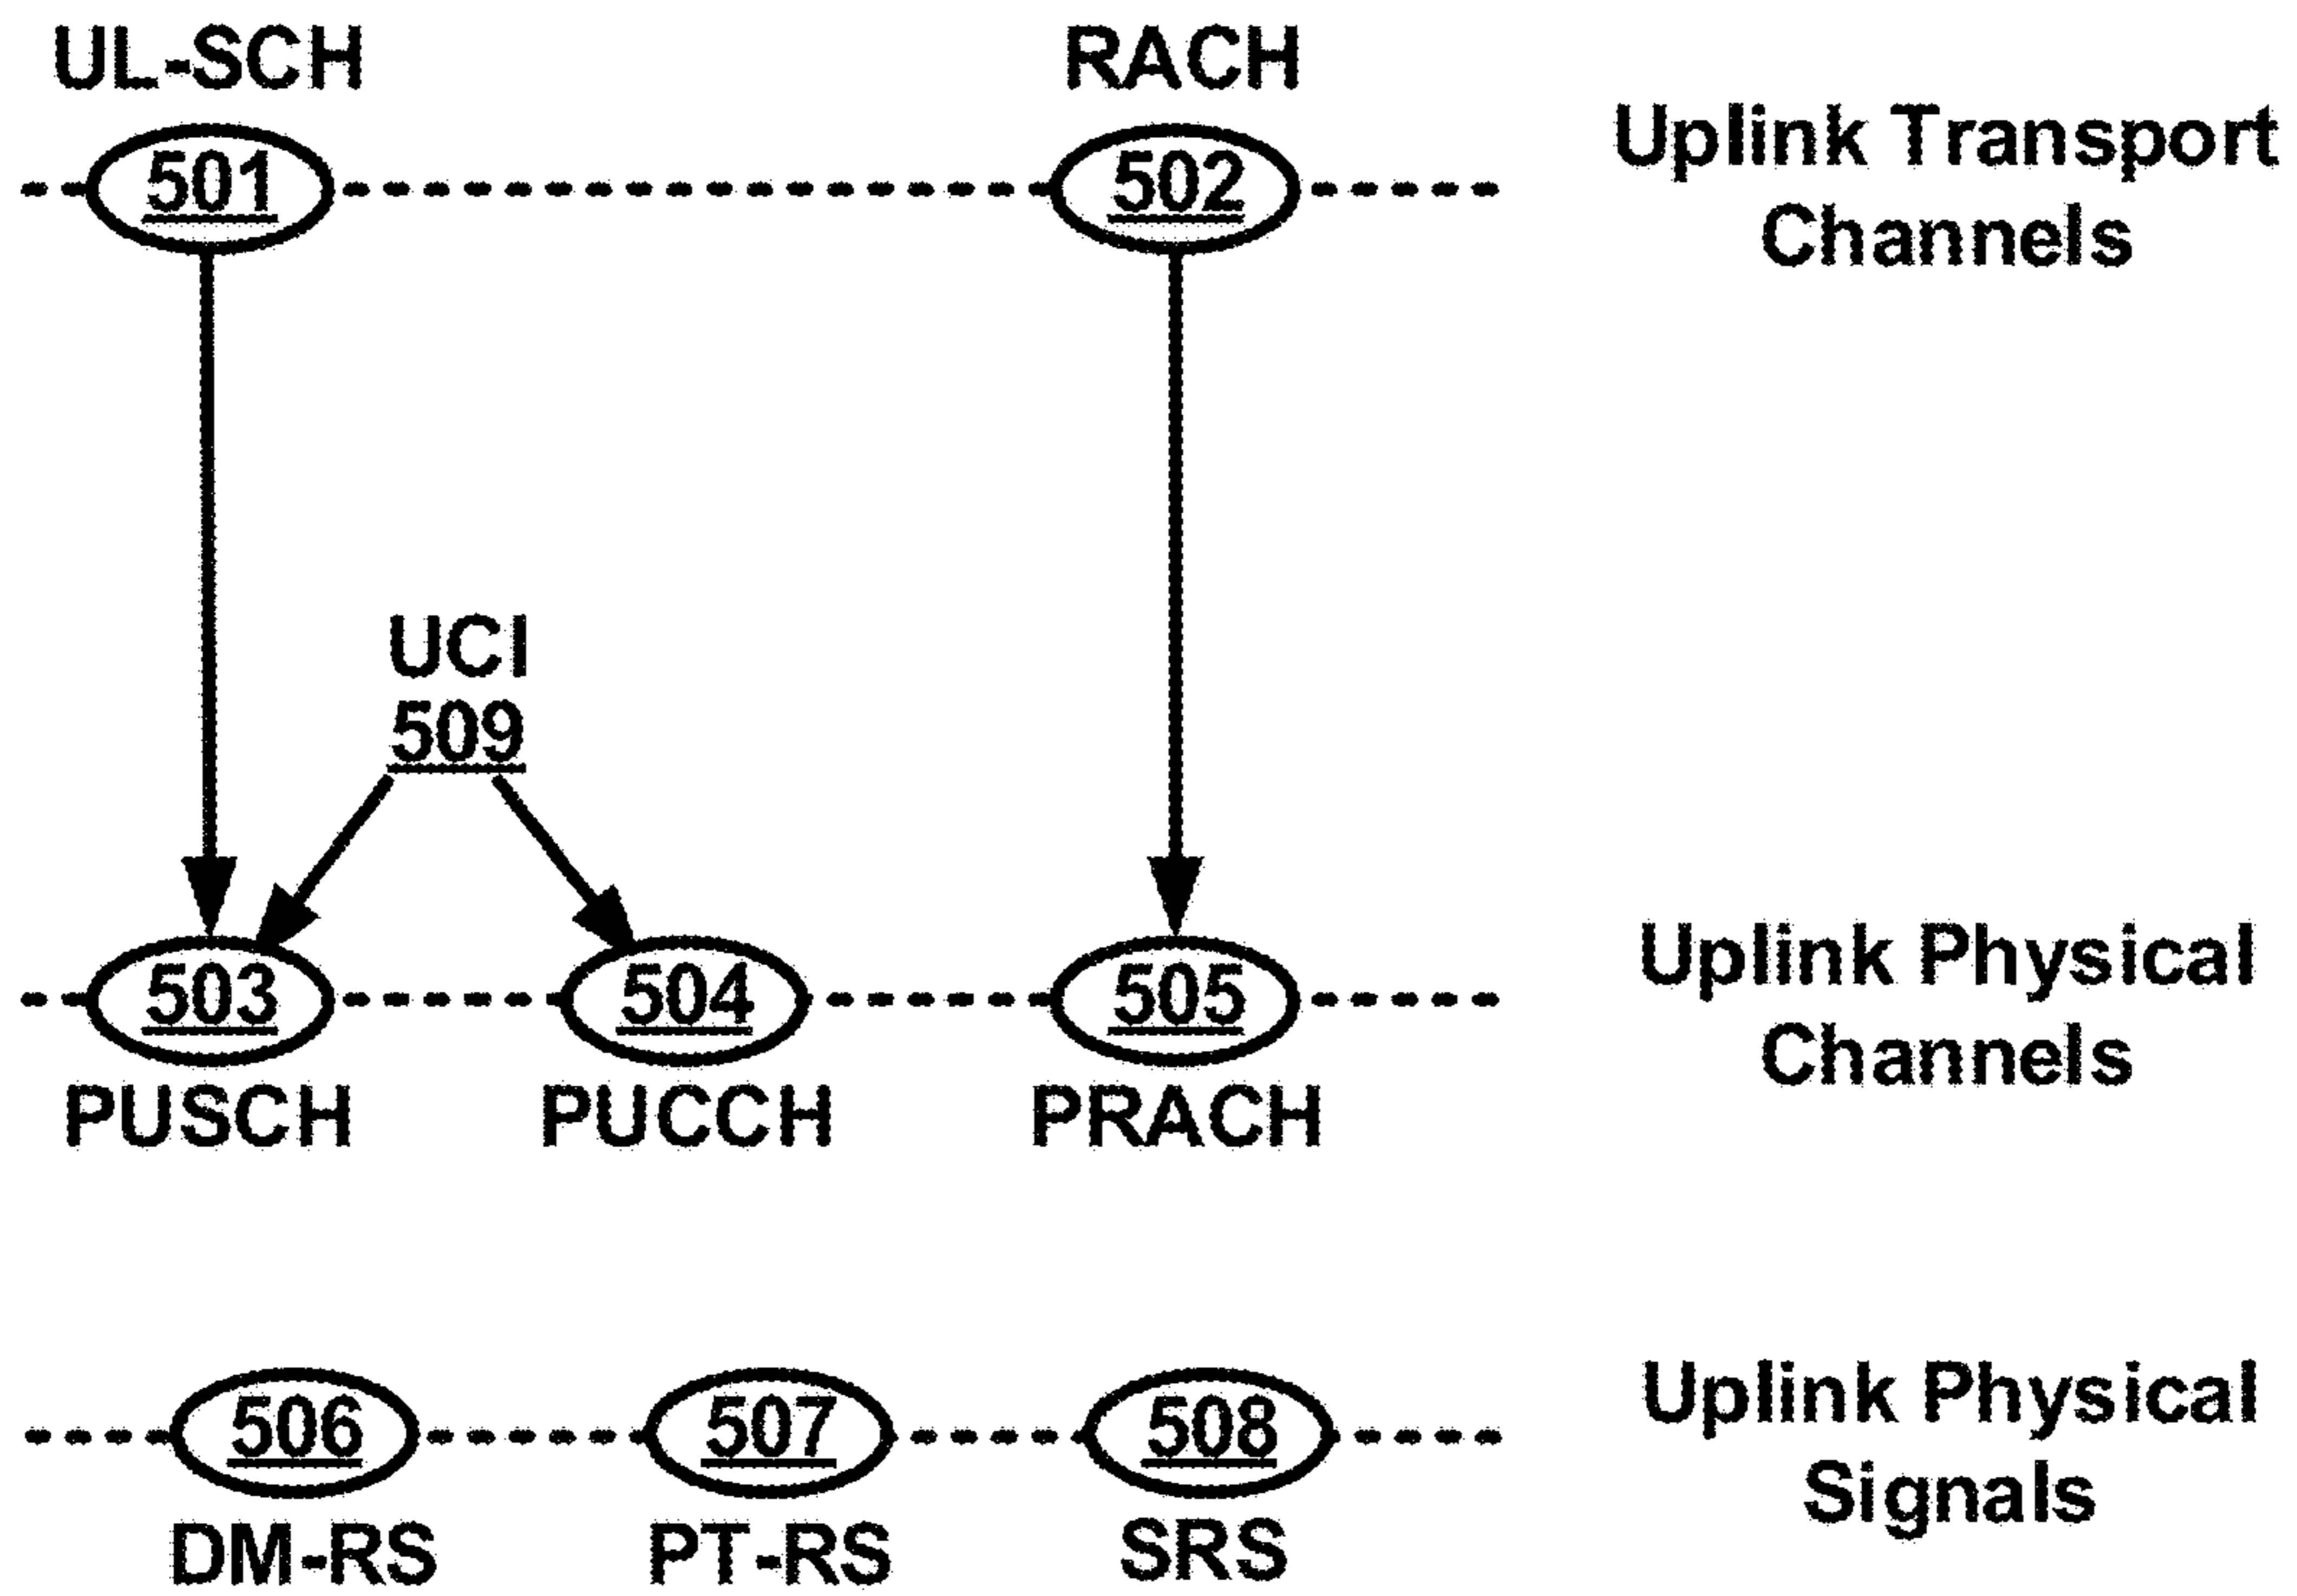 UL-SCH
RACH
501
502
Uplink Transport
Channels
UCI
509
503
504
505
Uplink Physical
Channels
PUSCH
PUCCH
PRACH
506
507
508
Uplink Physical
Signals
DM-RS
PT-RS
SRS